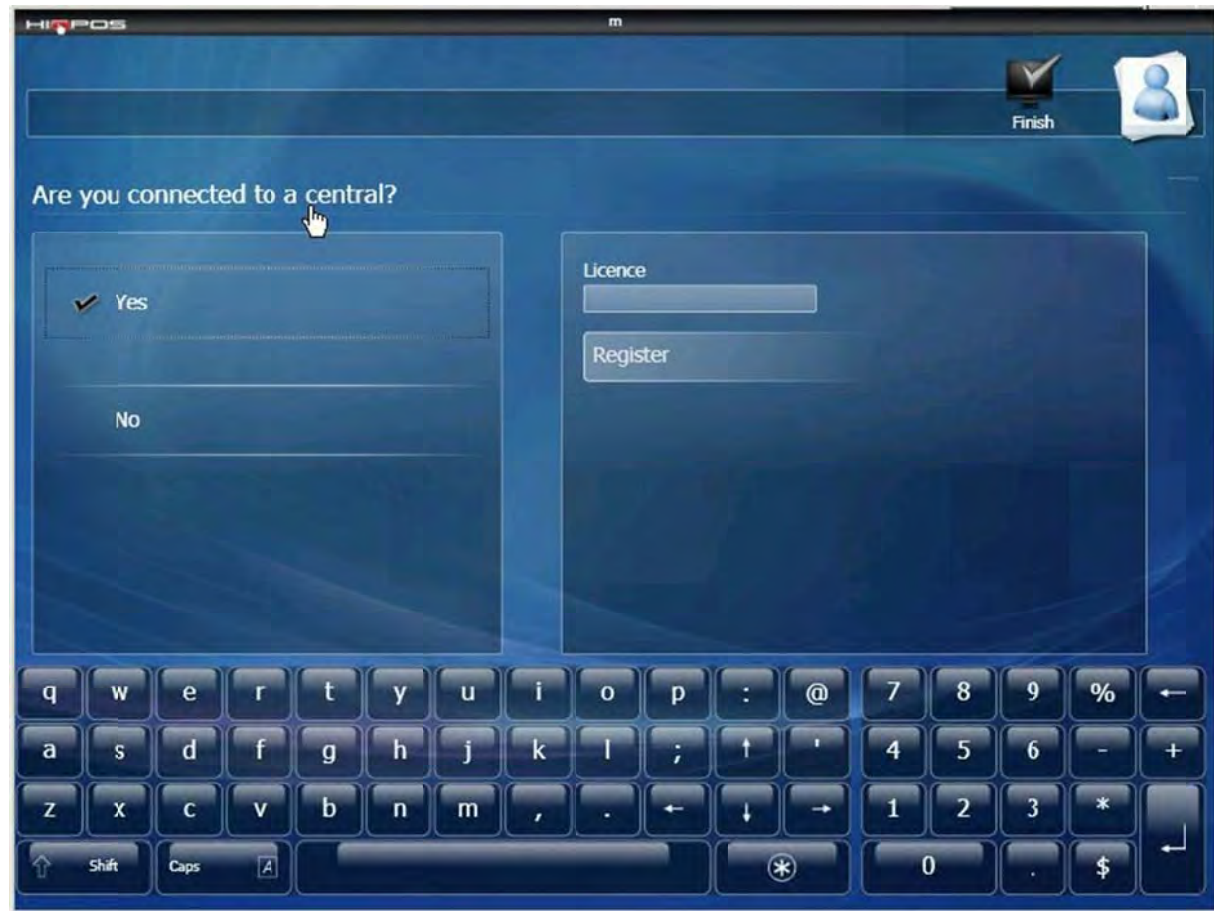 HIOPOS
m
Finish
Are you connected to a central?
Yes
No
Licence
Register
q w e r t y u i o p : @ 7 8 9 % ←
a s d f g h j k l ; ↑ ' 4 5 6 - +
z x c v b n m , . ← ↓ → 1 2 3 * ↵
⇧ Shift Caps A ⊛ 0 . $